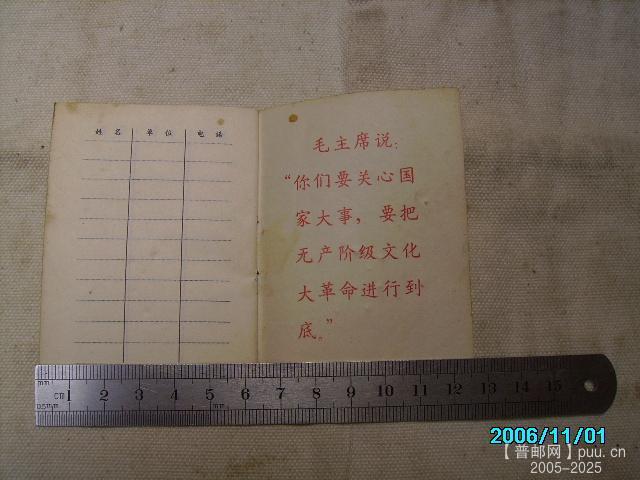 姓 名 单 位 电 话
毛主席说：
“你们要关心国
家大事，要把
无产阶级文化
大革命进行到
底。”
mm
cm 1 2 3 4 5 6 7 8 9 10 11 12 13 14 15
0.5mm
2006/11/01
【普邮网】puu.cn
2005-2025